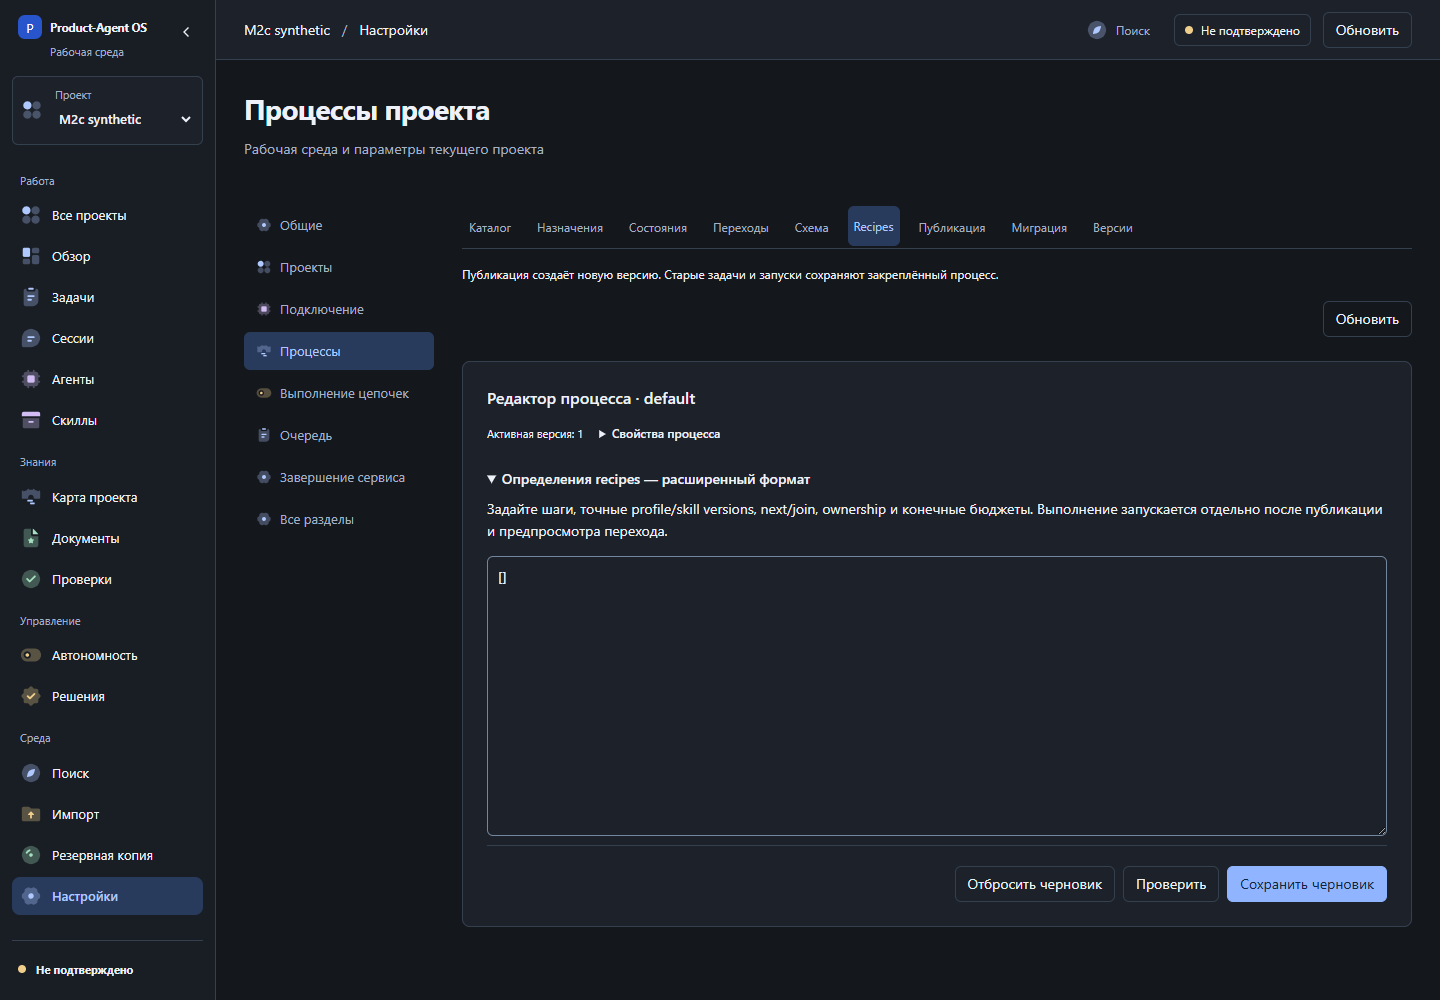 P
Product-Agent OS
Рабочая среда
Проект
M2c synthetic
Работа
Все проекты
Обзор
Задачи
Сессии
Агенты
Скиллы
Знания
Карта проекта
Документы
Проверки
Управление
Автономность
Решения
Среда
Поиск
Импорт
Резервная копия
Настройки
Не подтверждено
M2c synthetic / Настройки
Поиск
Не подтверждено
Обновить
Процессы проекта
Рабочая среда и параметры текущего проекта
Общие
Проекты
Подключение
Процессы
Выполнение цепочек
Очередь
Завершение сервиса
Все разделы
Каталог Назначения Состояния Переходы Схема Recipes Публикация Миграция Версии
Публикация создаёт новую версию. Старые задачи и запуски сохраняют закреплённый процесс.
Обновить
Редактор процесса · default
Активная версия: 1 ▶ Свойства процесса
▼ Определения recipes — расширенный формат
Задайте шаги, точные profile/skill versions, next/join, ownership и конечные бюджеты. Выполнение запускается отдельно после публикации
и предпросмотра перехода.
[]
Отбросить черновик Проверить Сохранить черновик